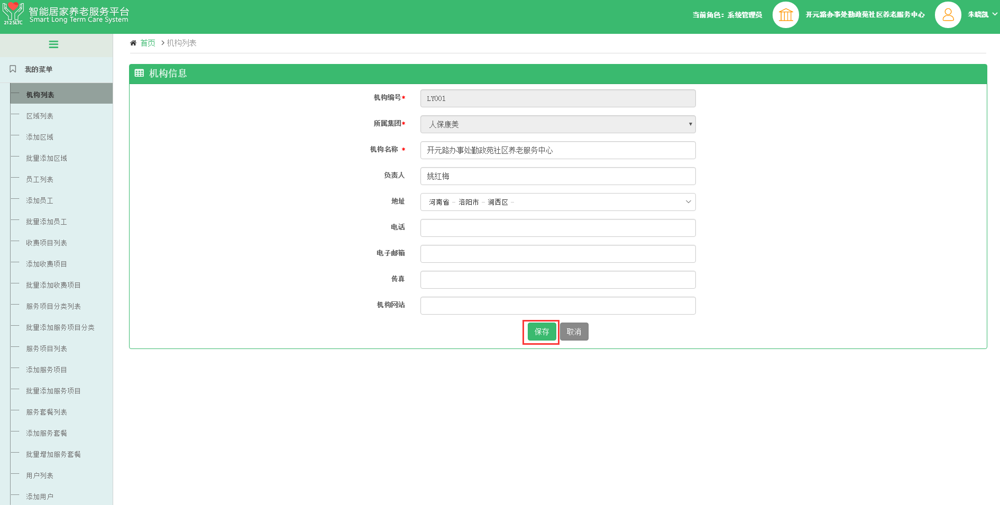 智能居家养老服务平台
Smart Long Term Care System
212SLTC
当前角色：系统管理员
开元路办事处勤政苑社区养老服务中心
朱晓凯
首页 机构列表
我的菜单
机构列表
区域列表
添加区域
批量添加区域
员工列表
添加员工
批量添加员工
收费项目列表
添加收费项目
批量添加收费项目
服务项目分类列表
批量添加服务项目分类
服务项目列表
添加服务项目
批量添加服务项目
服务套餐列表
添加服务套餐
批量增加服务套餐
用户列表
添加用户
机构信息
机构编号* LY001
所属集团* 人保康美
机构名称 * 开元路办事处勤政苑社区养老服务中心
负责人 姚红梅
地址 河南省 - 洛阳市 - 涧西区 -
电话
电子邮箱
传真
机构网站
保存 取消